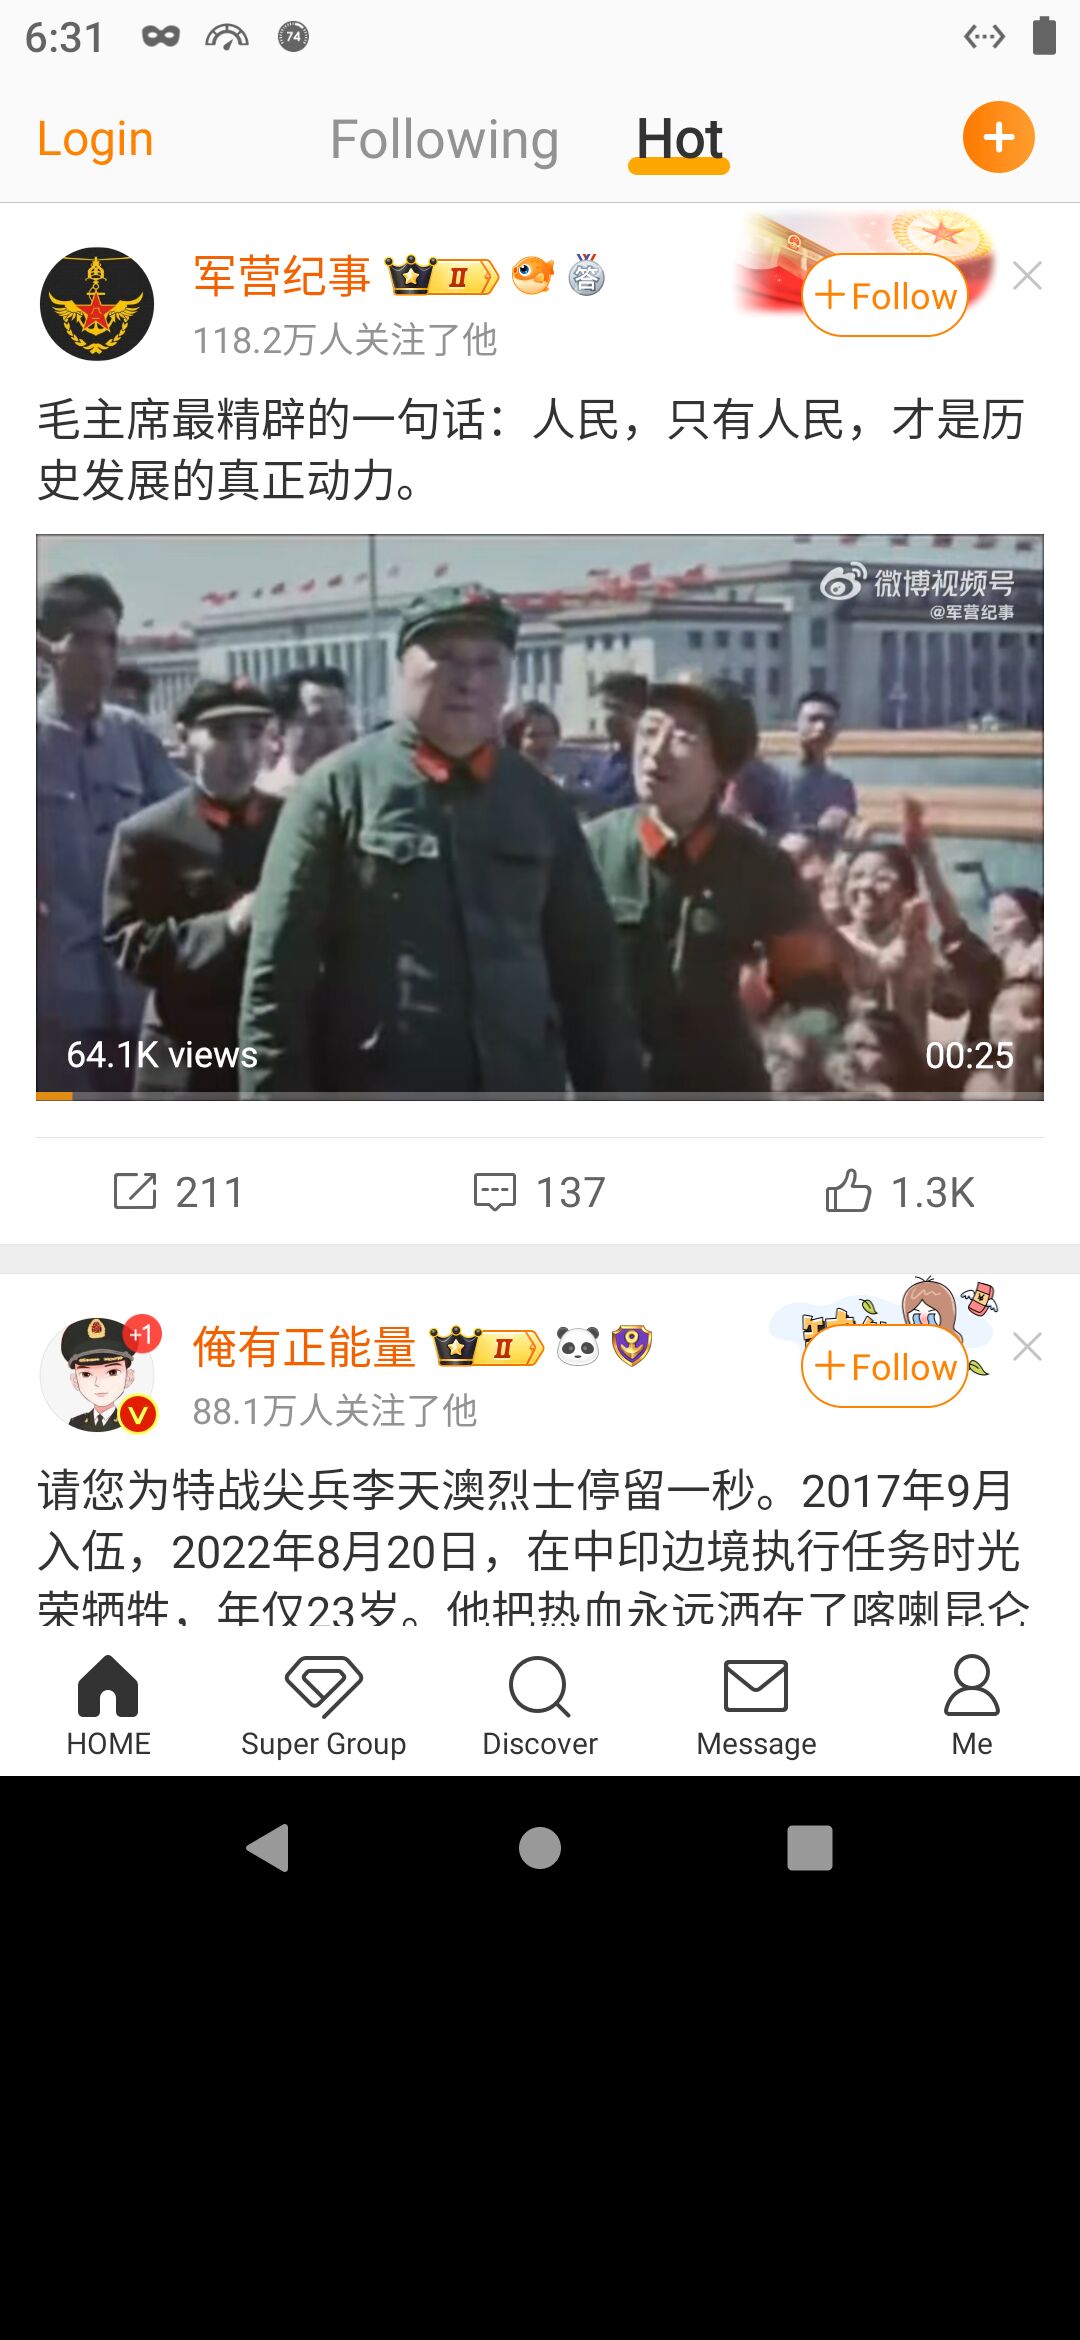 6:31
74
Login
Following
Hot
军营纪事
II
答
+Follow
118.2万人关注了他
毛主席最精辟的一句话：人民，只有人民，才是历
史发展的真正动力。
微博视频号
@军营纪事
64.1K views
00:25
211
137
1.3K
+1
俺有正能量
II
+Follow
V
88.1万人关注了他
请您为特战尖兵李天澳烈士停留一秒。2017年9月
入伍，2022年8月20日，在中印边境执行任务时光
荣牺牲，年仅23岁。他把热血永远洒在了喀喇昆仑
HOME
Super Group
Discover
Message
Me